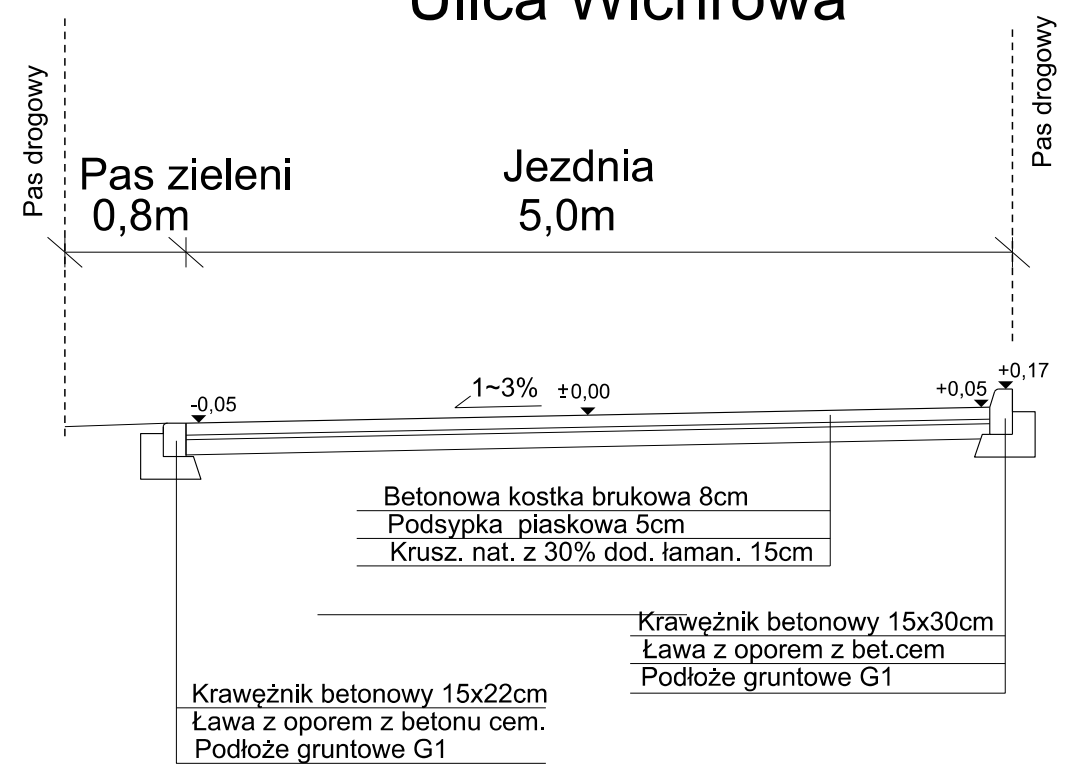 Ulica Wichrowa
Pas drogowy
Pas drogowy
Pas zieleni
0,8m
Jezdnia
5,0m
-0,05
1~3%
±0,00
+0,05
+0,17
Betonowa kostka brukowa 8cm
Podsypka piaskowa 5cm
Krusz. nat. z 30% dod. łaman. 15cm
Krawężnik betonowy 15x30cm
Ława z oporem z bet.cem
Podłoże gruntowe G1
Krawężnik betonowy 15x22cm
Ława z oporem z betonu cem.
Podłoże gruntowe G1